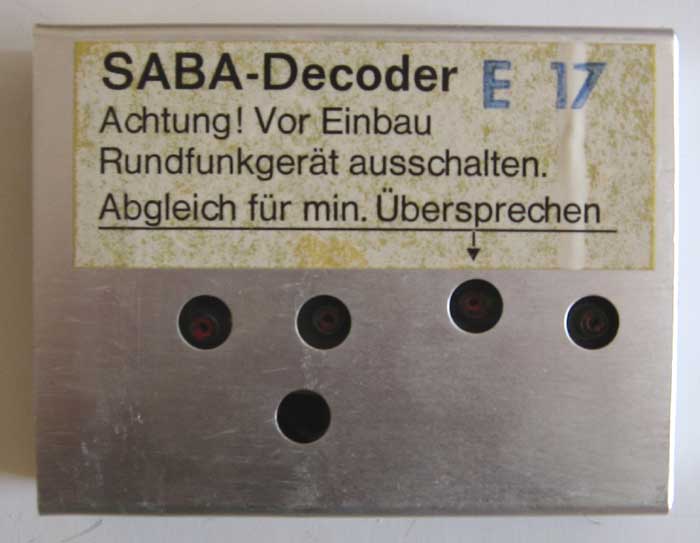 SABA-Decoder E 17
Achtung! Vor Einbau
Rundfunkgerät ausschalten.
Abgleich für min. Übersprechen